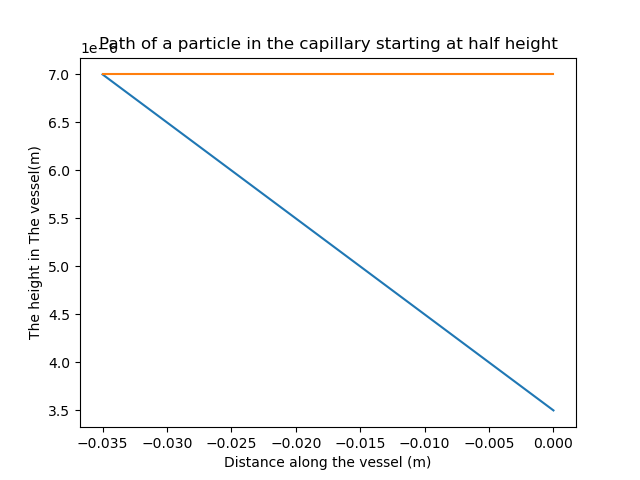 Path of a particle in the capillary starting at half height
1e−6
7.0
6.5
6.0
5.5
5.0
4.5
4.0
3.5
The height in The vessel(m)
−0.035 −0.030 −0.025 −0.020 −0.015 −0.010 −0.005 0.000
Distance along the vessel (m)